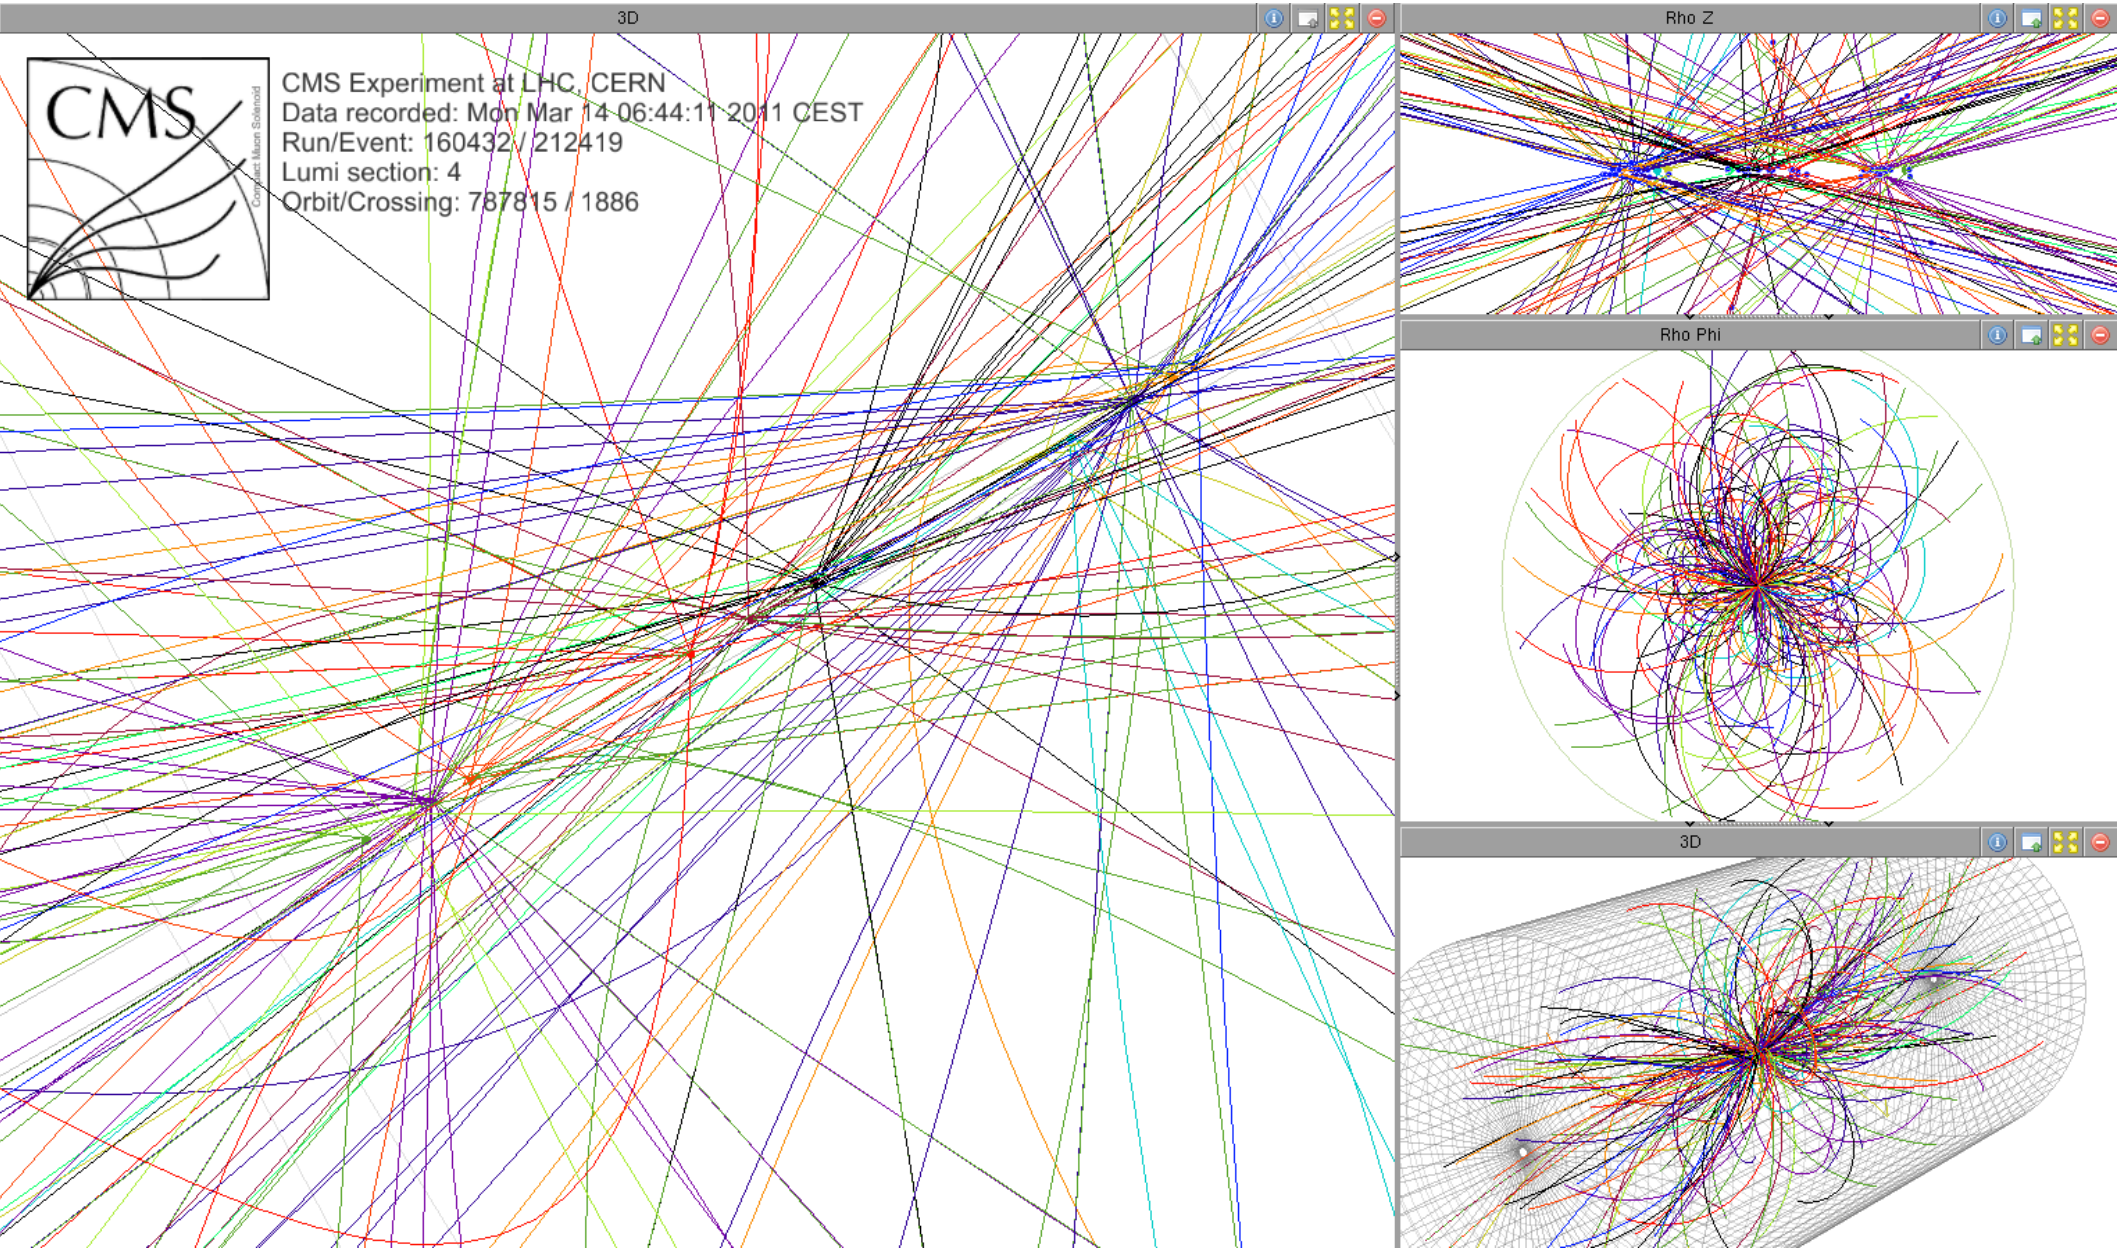 3D
CMS
Compact Muon Solenoid
CMS Experiment at LHC, CERN
Data recorded: Mon Mar 14 06:44:11 2011 CEST
Run/Event: 160432 / 212419
Lumi section: 4
Orbit/Crossing: 787815 / 1886
Rho Z
Rho Phi
3D